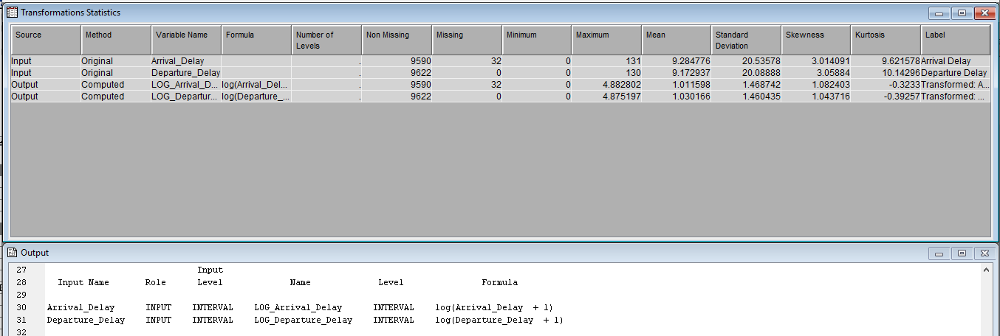 Transformations Statistics
Source Method Variable Name Formula Number of Levels Non Missing Missing Minimum Maximum Mean Standard Deviation Skewness Kurtosis Label
Input Original Arrival_Delay . 9590 32 0 131 9.284776 20.53578 3.014091 9.621578 Arrival Delay
Input Original Departure_Delay . 9622 0 0 130 9.172937 20.08888 3.05884 10.14296 Departure Delay
Output Computed LOG_Arrival_D... log(Arrival_Del... . 9590 32 0 4.882802 1.011598 1.468742 1.082403 -0.3233 Transformed: A...
Output Computed LOG_Departur... log(Departure_... . 9622 0 0 4.875197 1.030166 1.460435 1.043716 -0.39257 Transformed: ...
Output
27 Input
28 Input Name Role Level Name Level Formula
29
30 Arrival_Delay INPUT INTERVAL LOG_Arrival_Delay INTERVAL log(Arrival_Delay + 1)
31 Departure_Delay INPUT INTERVAL LOG_Departure_Delay INTERVAL log(Departure_Delay + 1)
32